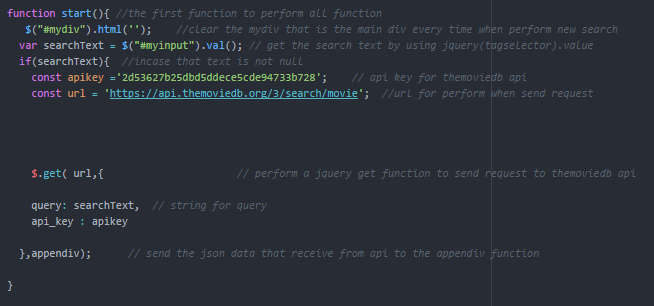 function start(){ //the first function to perform all function
$("#mydiv").html(''); //clear the mydiv that is the main div every time when perform new search
var searchText = $("#myinput").val(); // get the search text by using jquery(tagselector).value
if(searchText){ //incase that text is not null
const apikey ='2d53627b25dbd5ddece5cde94733b728'; // api key for themoviedb api
const url = 'https://api.themoviedb.org/3/search/movie'; //url for perform when send request
$.get( url,{ // perform a jquery get function to send request to themoviedb api
query: searchText, // string for query
api_key : apikey
},appendiv); // send the json data that receive from api to the appendiv function
}